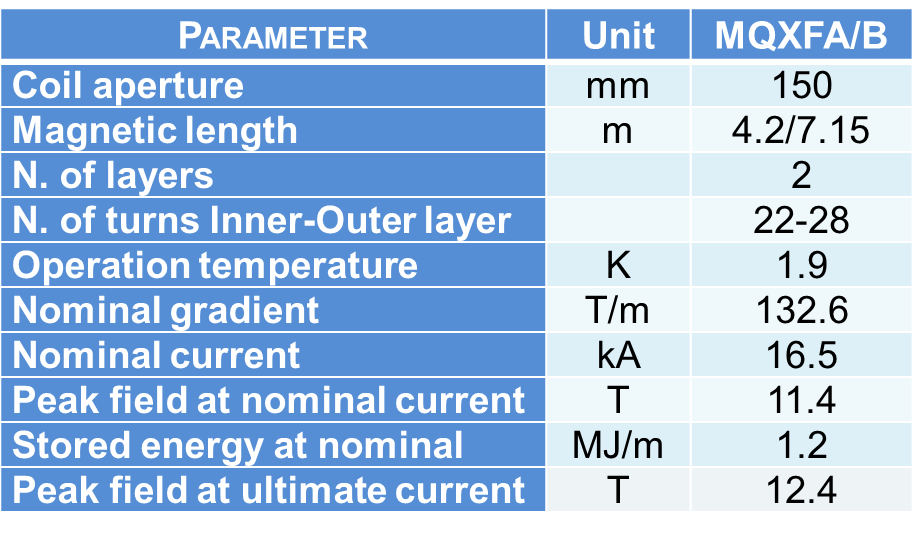 PARAMETER Unit MQXFA/B
Coil aperture mm 150
Magnetic length m 4.2/7.15
N. of layers 2
N. of turns Inner-Outer layer 22-28
Operation temperature K 1.9
Nominal gradient T/m 132.6
Nominal current kA 16.5
Peak field at nominal current T 11.4
Stored energy at nominal MJ/m 1.2
Peak field at ultimate current T 12.4